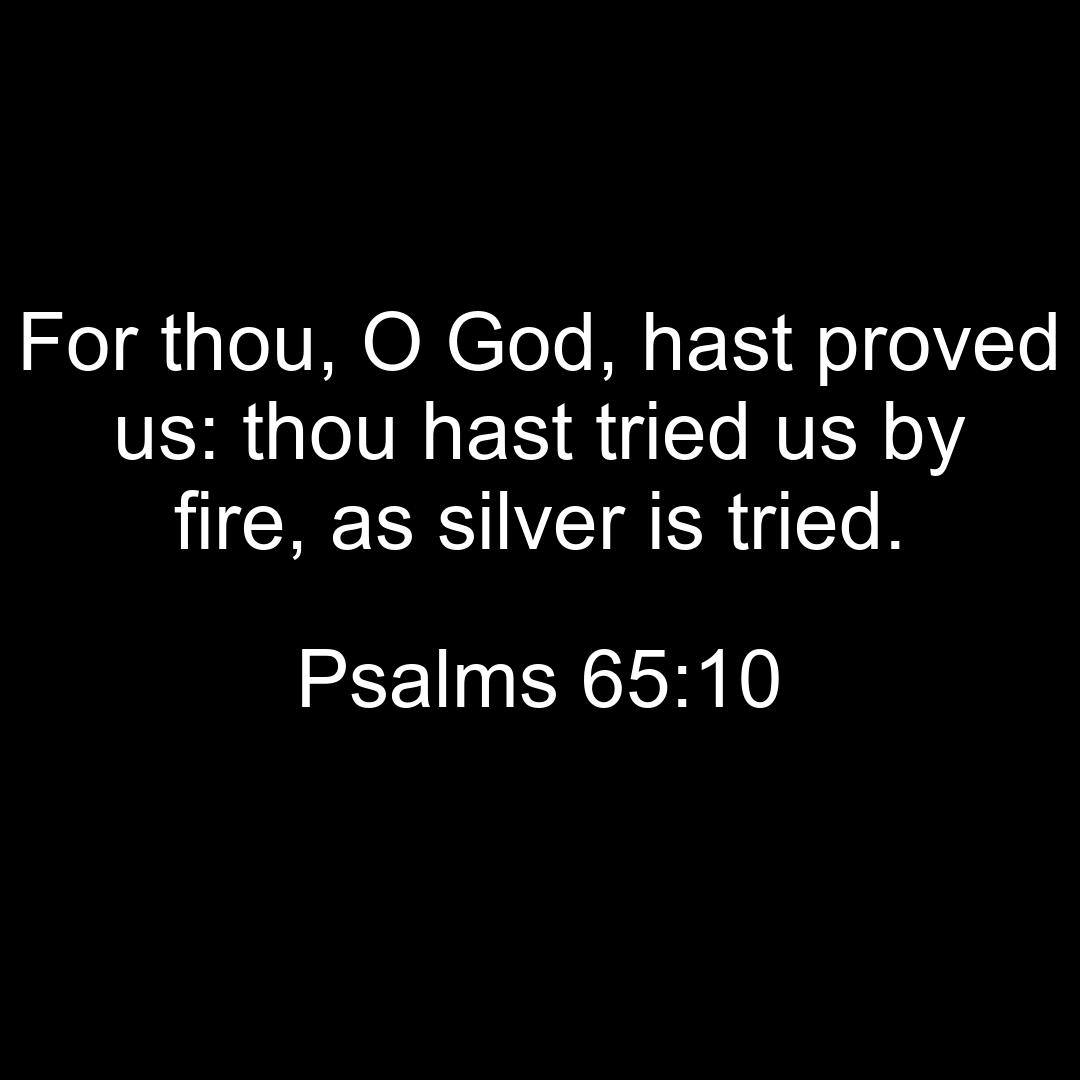 For thou, O God, hast proved
us: thou hast tried us by
fire, as silver is tried.
Psalms 65:10